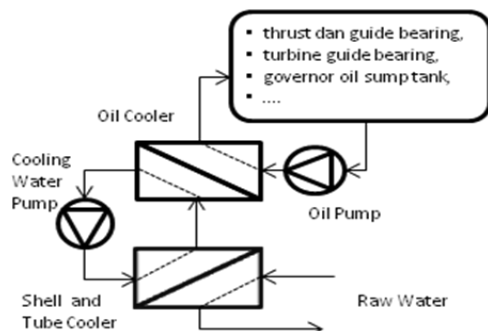 thrust dan guide bearing,
turbine guide bearing,
governor oil sump tank,
....
Oil Cooler
Cooling
Water
Pump
Oil Pump
Shell and
Tube Cooler
Raw Water